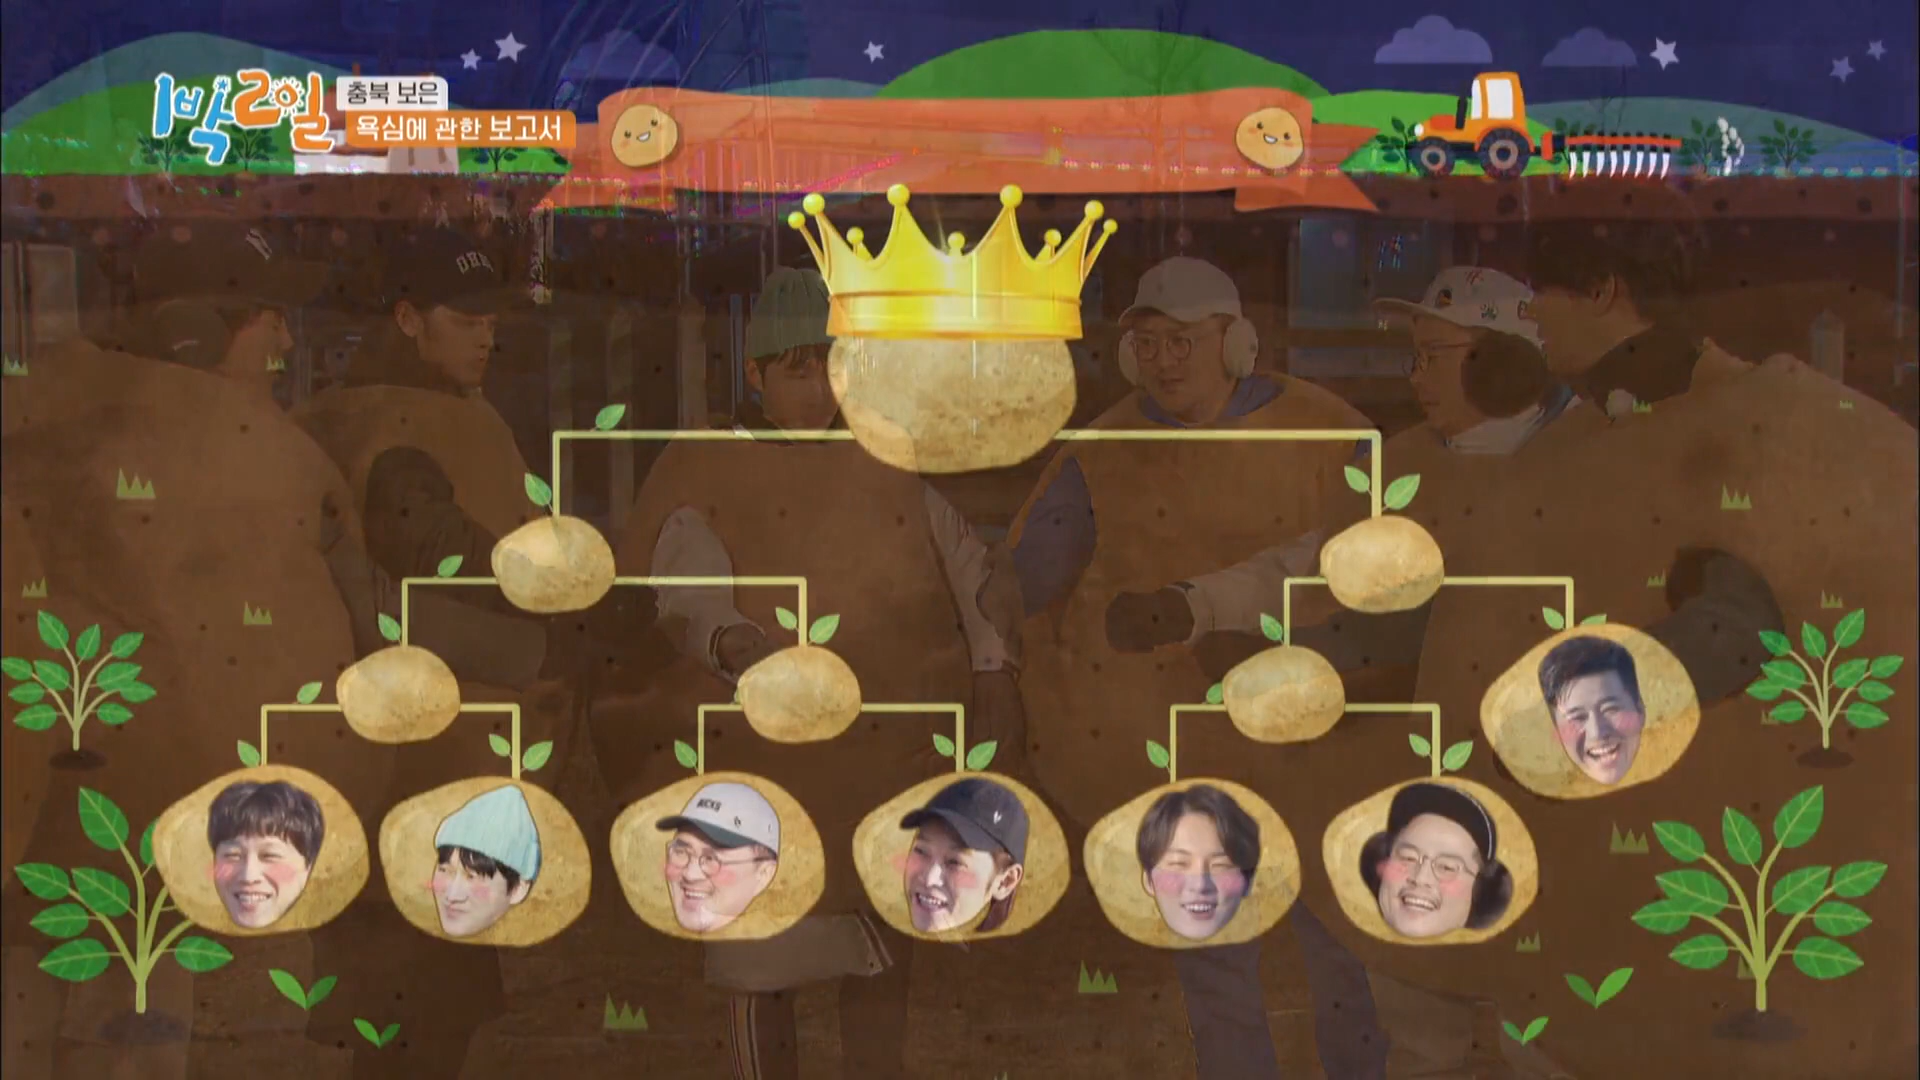 1박2일
충북 보은
욕심에 관한 보고서